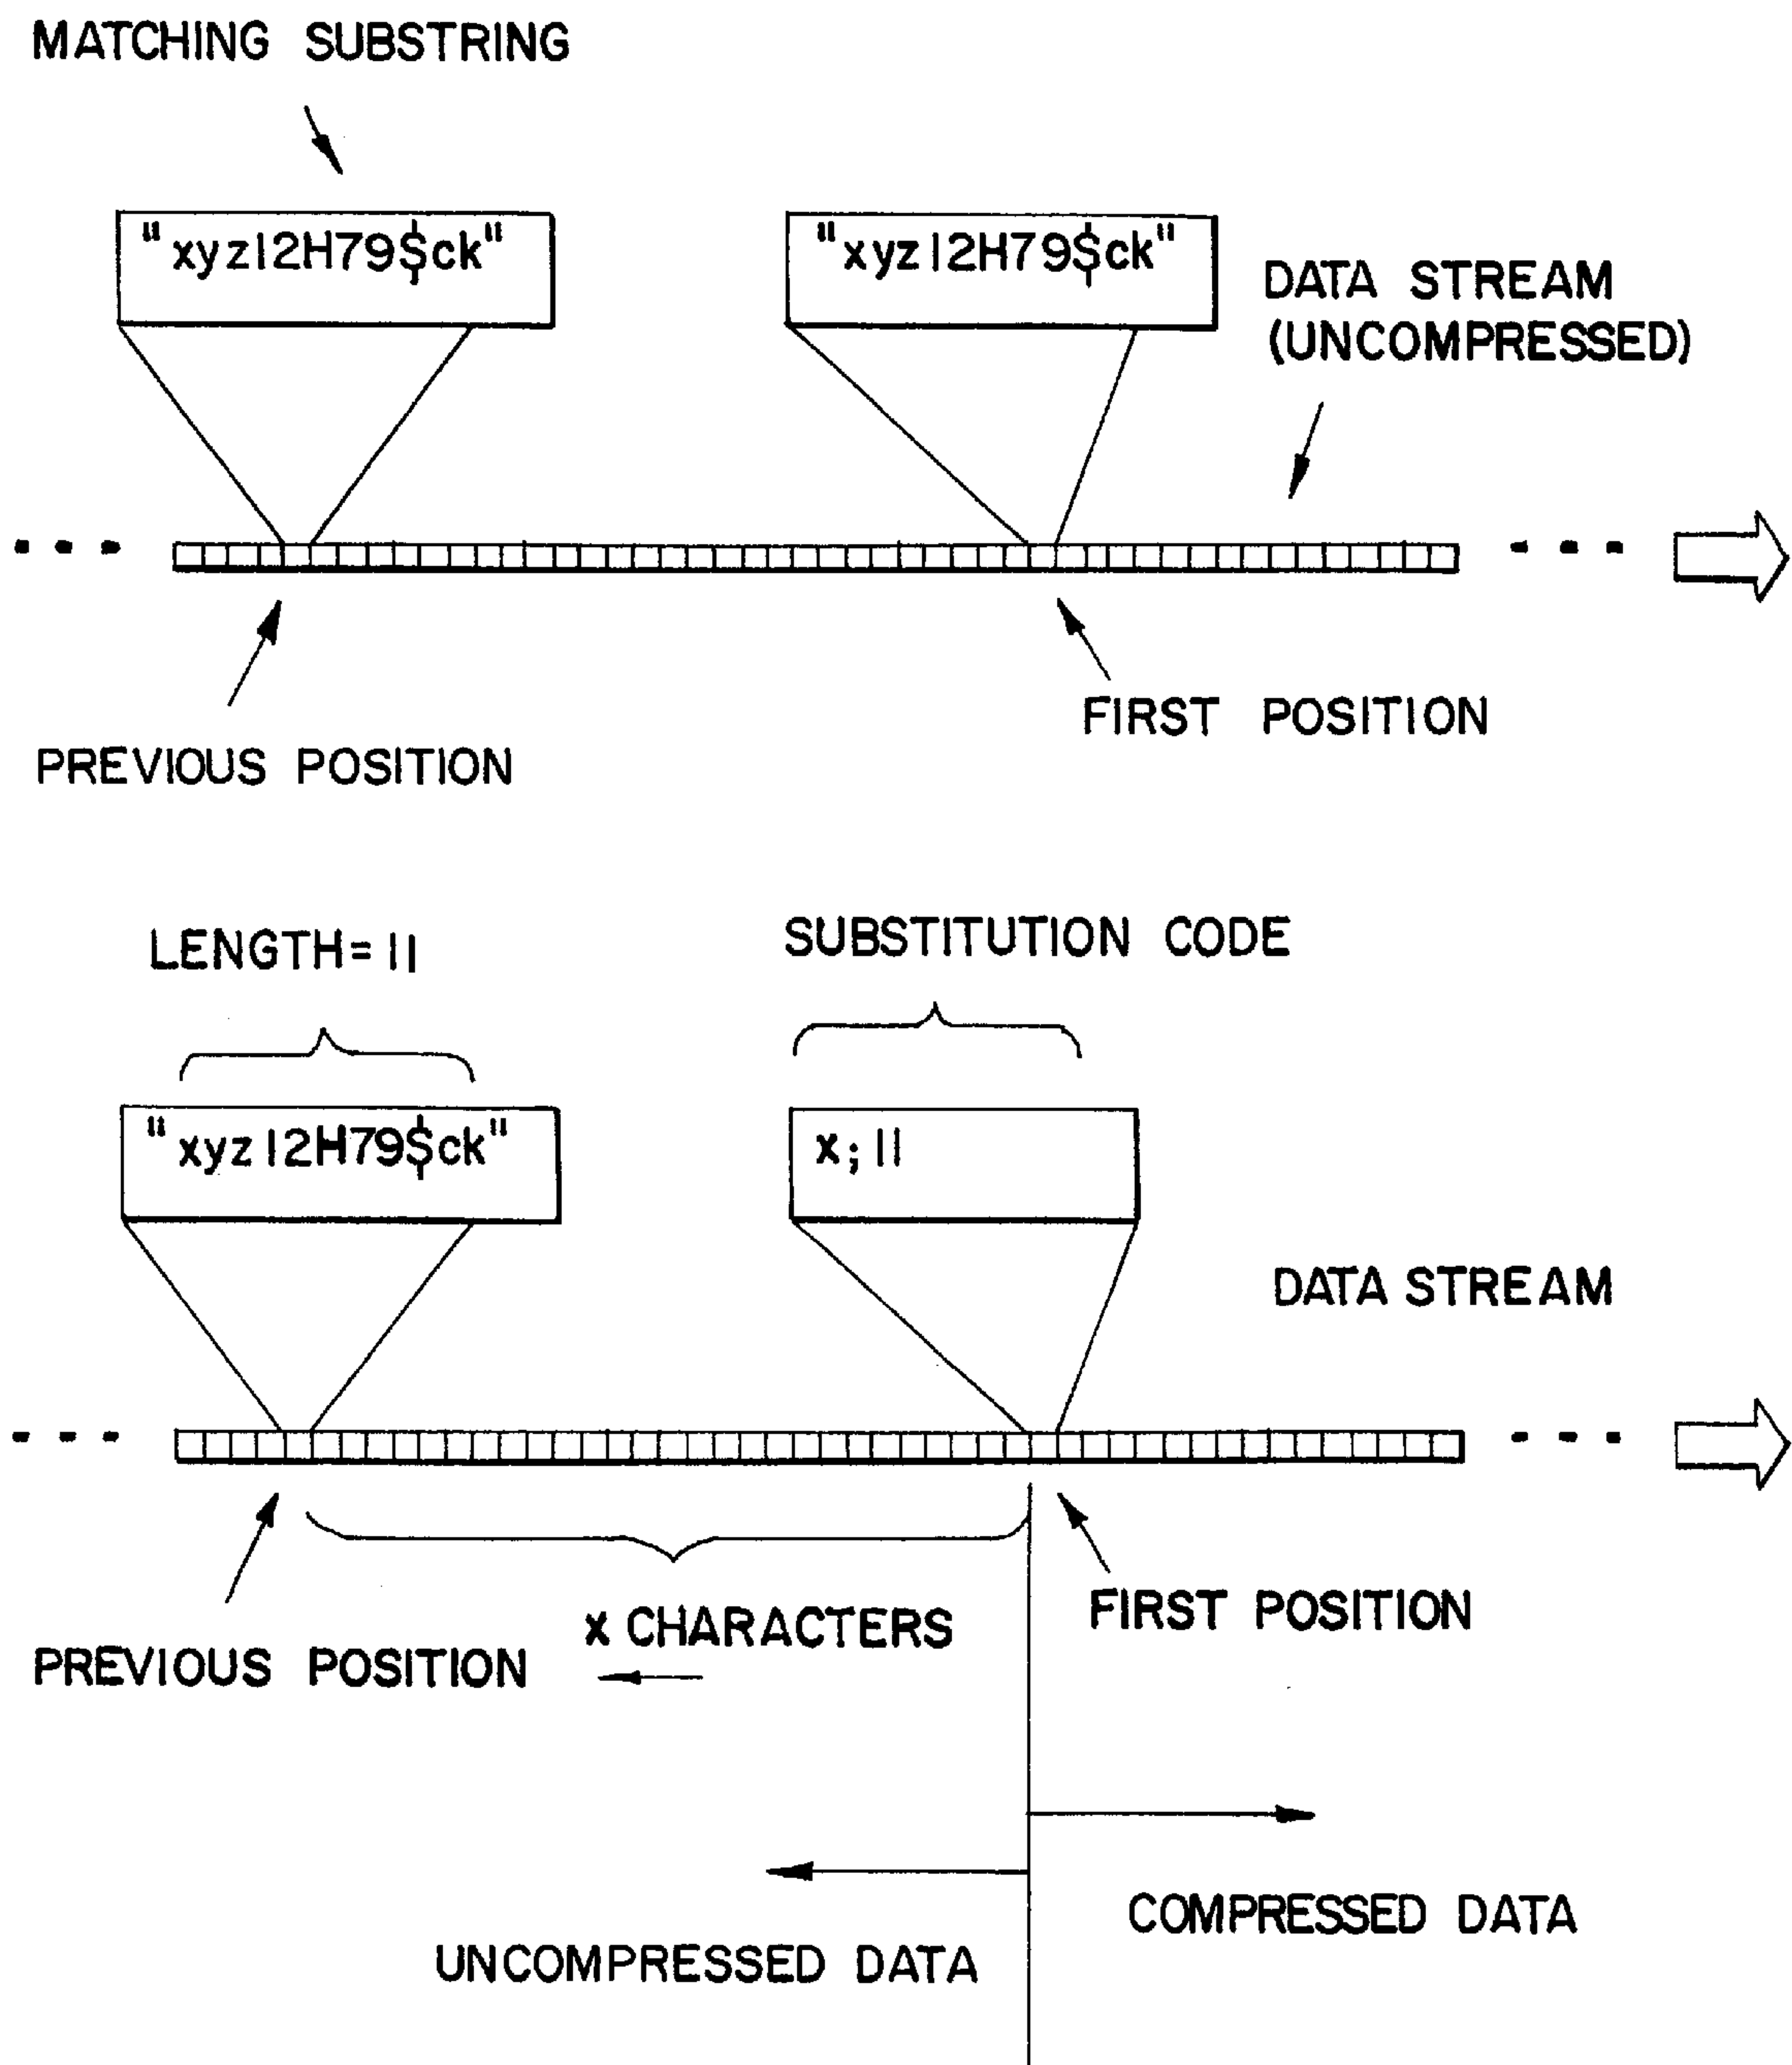 MATCHING SUBSTRING
"xyz12H79$ck"
"xyz12H79$ck"
DATA STREAM
(UNCOMPRESSED)
FIRST POSITION
PREVIOUS POSITION
LENGTH=11
SUBSTITUTION CODE
"xyz12H79$ck"
x;11
DATA STREAM
x CHARACTERS
FIRST POSITION
PREVIOUS POSITION
COMPRESSED DATA
UNCOMPRESSED DATA